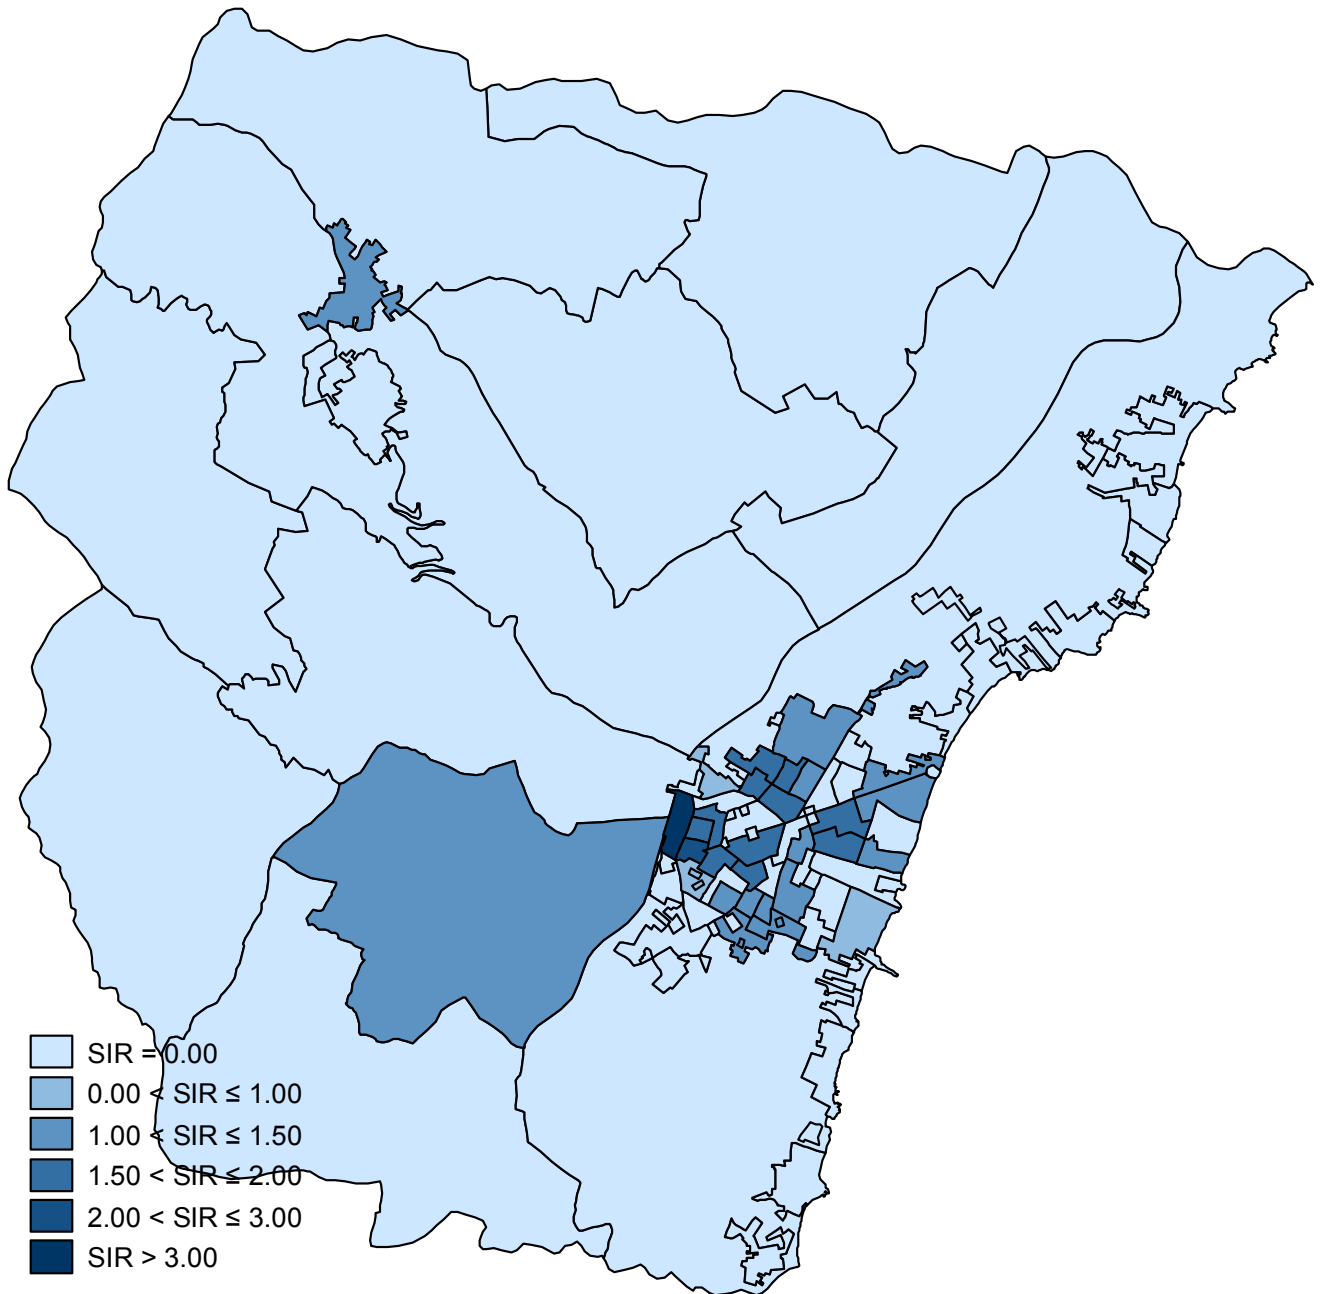 SIR = 0.00
0.00 < SIR ≤ 1.00
1.00 < SIR ≤ 1.50
1.50 < SIR ≤ 2.00
2.00 < SIR ≤ 3.00
SIR > 3.00